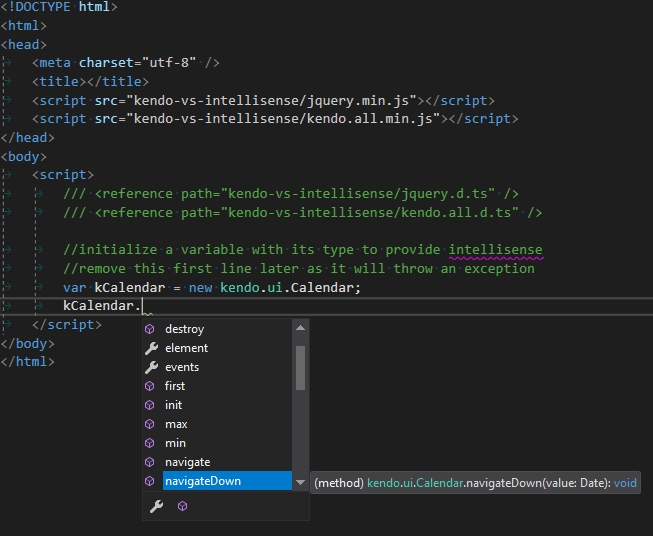 <!DOCTYPE html>
<html>
<head>
<meta charset="utf-8" />
<title></title>
<script src="kendo-vs-intellisense/jquery.min.js"></script>
<script src="kendo-vs-intellisense/kendo.all.min.js"></script>
</head>
<body>
<script>
/// <reference path="kendo-vs-intellisense/jquery.d.ts" />
/// <reference path="kendo-vs-intellisense/kendo.all.d.ts" />
//initialize a variable with its type to provide intellisense
//remove this first line later as it will throw an exception
var kCalendar = new kendo.ui.Calendar;
kCalendar.
</script>
</body>
</html>
destroy
element
events
first
init
max
min
navigate
navigateDown
(method) kendo.ui.Calendar.navigateDown(value: Date): void